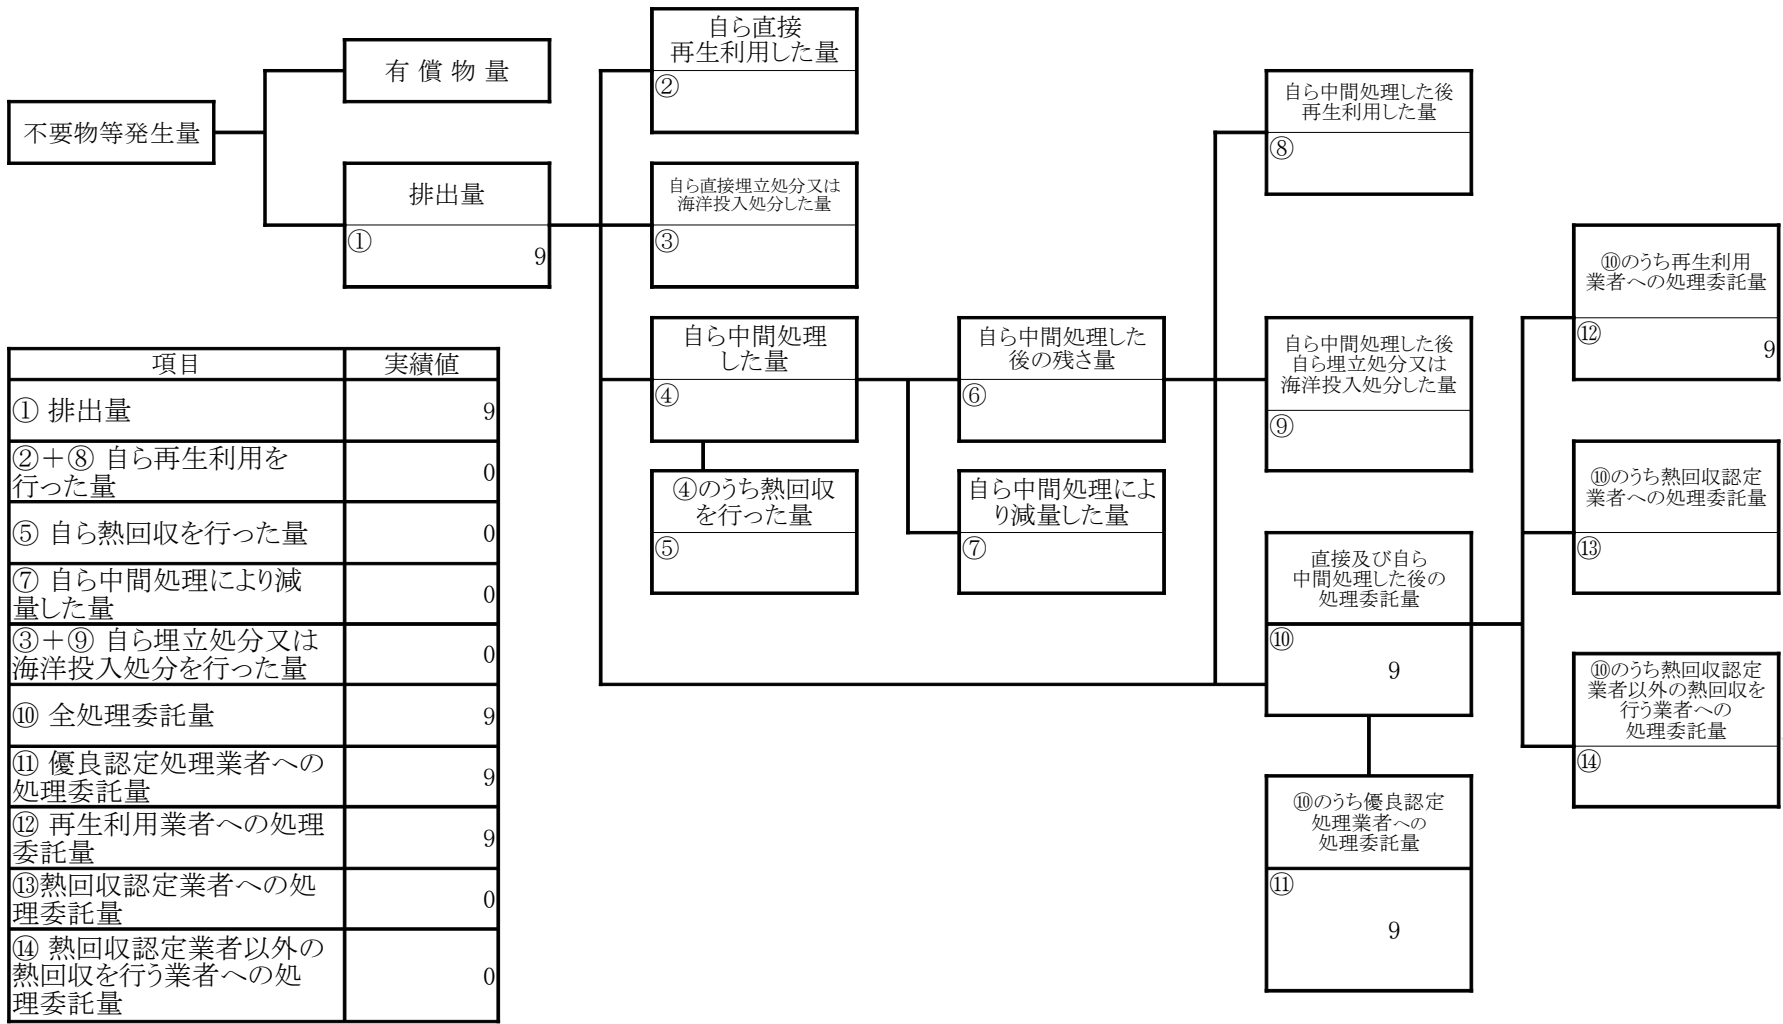 不要物等発生量
有 償 物 量
排出量
①
9
自ら直接
再生利用した量
②
自ら直接埋立処分又は
海洋投入処分した量
③
自ら中間処理
した量
④
④のうち熱回収
を行った量
⑤
自ら中間処理した
後の残さ量
⑥
自ら中間処理によ
り減量した量
⑦
自ら中間処理した後
再生利用した量
⑧
自ら中間処理した後
自ら埋立処分又は
海洋投入処分した量
⑨
直接及び自ら
中間処理した後の
処理委託量
⑩
9
⑩のうち優良認定
処理業者への
処理委託量
⑪
9
⑩のうち再生利用
業者への処理委託量
⑫
9
⑩のうち熱回収認定
業者への処理委託量
⑬
⑩のうち熱回収認定
業者以外の熱回収を
行う業者への
処理委託量
⑭
項目 実績値
① 排出量 9
②＋⑧ 自ら再生利用を
行った量 0
⑤ 自ら熱回収を行った量 0
⑦ 自ら中間処理により減
量した量 0
③＋⑨ 自ら埋立処分又は
海洋投入処分を行った量 0
⑩ 全処理委託量 9
⑪ 優良認定処理業者への
処理委託量 9
⑫ 再生利用業者への処理
委託量 9
⑬熱回収認定業者への処
理委託量 0
⑭ 熱回収認定業者以外の
熱回収を行う業者への処
理委託量 0